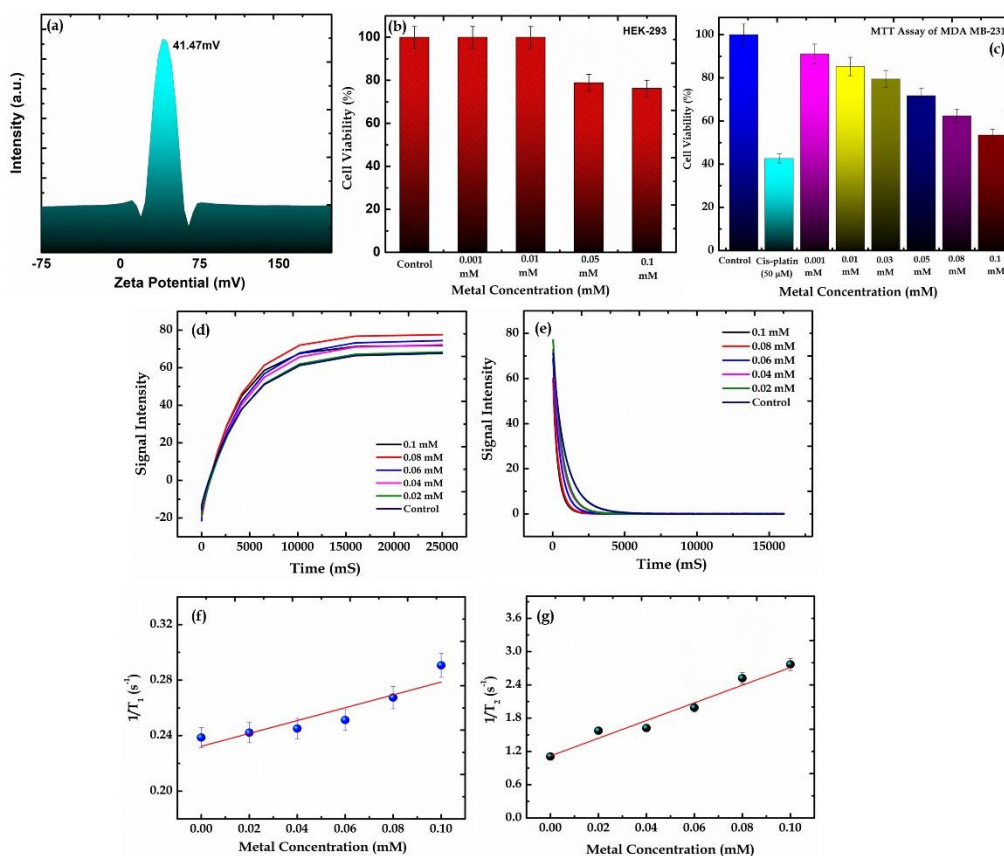 (a)
41.47mV
Intensity (a.u.)
-75
0
75
150
Zeta Potential (mV)
(b)
HEK-293
Cell Viability (%)
100
80
60
40
20
0
Control
0.001 mM
0.01 mM
0.05 mM
0.1 mM
Metal Concentration (mM)
MTT Assay of MDA MB-231
(c)
Cell Viability (%)
100
80
60
40
20
0
Control
Cis-platin (50 µM)
0.001 mM
0.01 mM
0.03 mM
0.05 mM
0.08 mM
0.1 mM
Metal Concentration (mM)
(d)
Signal Intensity
80
60
40
20
0
-20
0.1 mM
0.08 mM
0.06 mM
0.04 mM
0.02 mM
Control
0
5000
10000
15000
20000
25000
Time (mS)
(e)
Signal Intensity
80
60
40
20
0
0.1 mM
0.08 mM
0.06 mM
0.04 mM
0.02 mM
Control
0
5000
10000
15000
Time (mS)
(f)
1/T₁ (s⁻¹)
0.32
0.28
0.24
0.20
0.00
0.02
0.04
0.06
0.08
0.10
Metal Concentration (mM)
(g)
1/T₂ (s⁻¹)
3.6
3.0
2.4
1.8
1.2
0.6
0.0
0.00
0.02
0.04
0.06
0.08
0.10
Metal Concentration (mM)